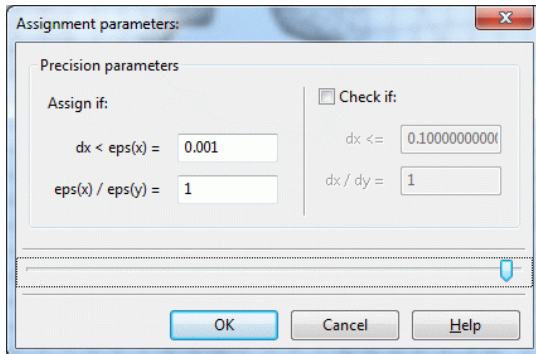 Assignment parameters:
Precision parameters
Assign if:
dx < eps(x) = 0.001
eps(x) / eps(y) = 1
Check if:
dx <= 0.1000000000
dx / dy = 1
OK Cancel Help